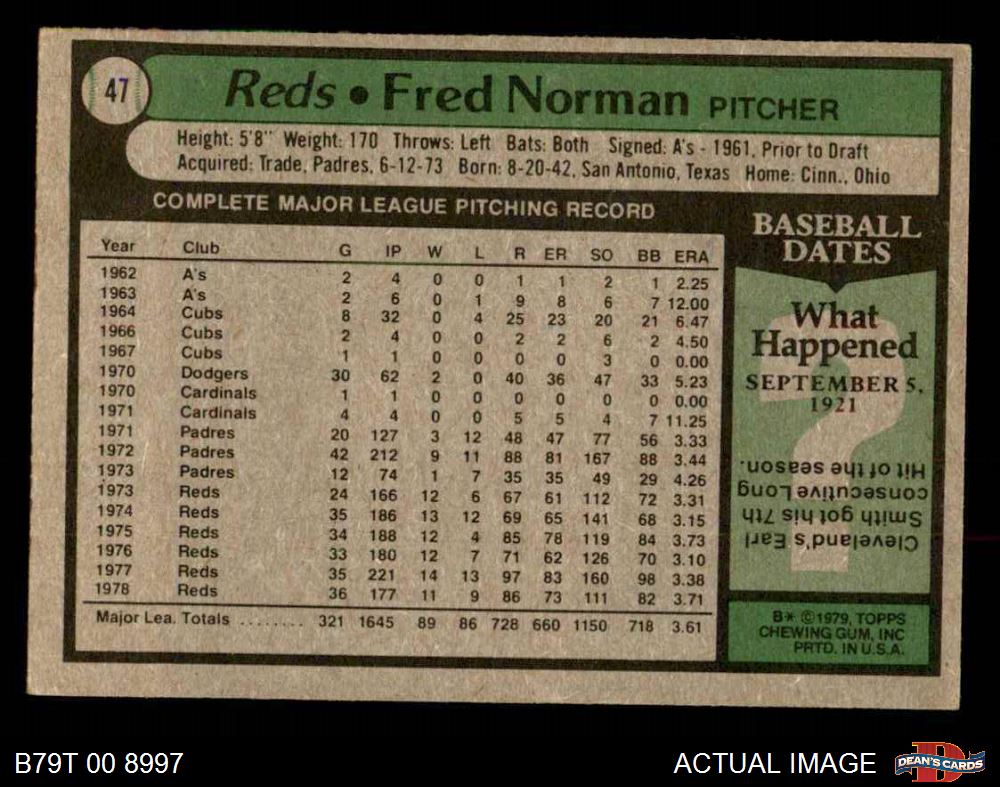 47
Reds • Fred Norman PITCHER
Height: 5'8" Weight: 170 Throws: Left Bats: Both Signed: A's - 1961, Prior to Draft
Acquired: Trade, Padres, 6-12-73 Born: 8-20-42, San Antonio, Texas Home: Cinn., Ohio
COMPLETE MAJOR LEAGUE PITCHING RECORD
Year Club G IP W L R ER SO BB ERA
1962 A's 2 4 0 0 1 1 2 1 2.25
1963 A's 2 6 0 1 9 8 6 7 12.00
1964 Cubs 8 32 0 4 25 23 20 21 6.47
1966 Cubs 2 4 0 0 2 2 6 2 4.50
1967 Cubs 1 1 0 0 0 0 3 0 0.00
1970 Dodgers 30 62 2 0 40 36 47 33 5.23
1970 Cardinals 1 1 0 0 0 0 0 0 0.00
1971 Cardinals 4 4 0 0 5 5 4 7 11.25
1971 Padres 20 127 3 12 48 47 77 56 3.33
1972 Padres 42 212 9 11 88 81 167 88 3.44
1973 Padres 12 74 1 7 35 35 49 29 4.26
1973 Reds 24 166 12 6 67 61 112 72 3.31
1974 Reds 35 186 13 12 69 65 141 68 3.15
1975 Reds 34 188 12 4 85 78 119 84 3.73
1976 Reds 33 180 12 7 71 62 126 70 3.10
1977 Reds 35 221 14 13 97 83 160 98 3.38
1978 Reds 36 177 11 9 86 73 111 82 3.71
Major Lea. Totals ........ 321 1645 89 86 728 660 1150 718 3.61
BASEBALL
DATES
What
Happened
SEPTEMBER 5,
1921
?
Cleveland's Earl
Smith got his 7th
consecutive Long
Hit of the season.
B* ©1979, TOPPS
CHEWING GUM, INC
PRTD. IN U.S.A.
B79T 00 8997
ACTUAL IMAGE
D
DEAN'S CARDS